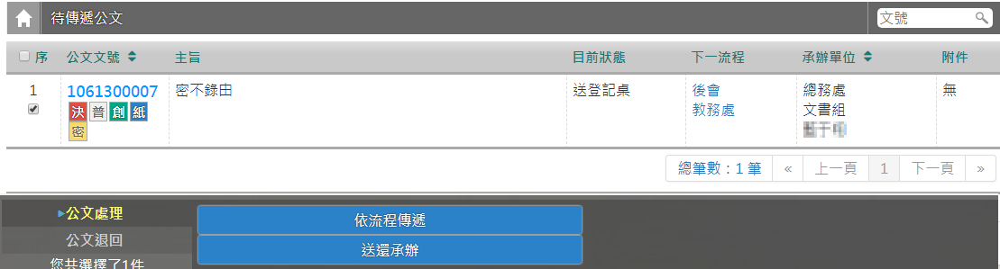 待傳遞公文
文號
序 公文文號 主旨 目前狀態 下一流程 承辦單位 附件
1 1061300007 密不錄由 送登記桌 後會 總務處 無
決 普 創 紙 教務處 文書組
密
總筆數：1 筆 « 上一頁 1 下一頁 »
公文處理 依流程傳遞
公文退回 送還承辦
您共選擇了1件